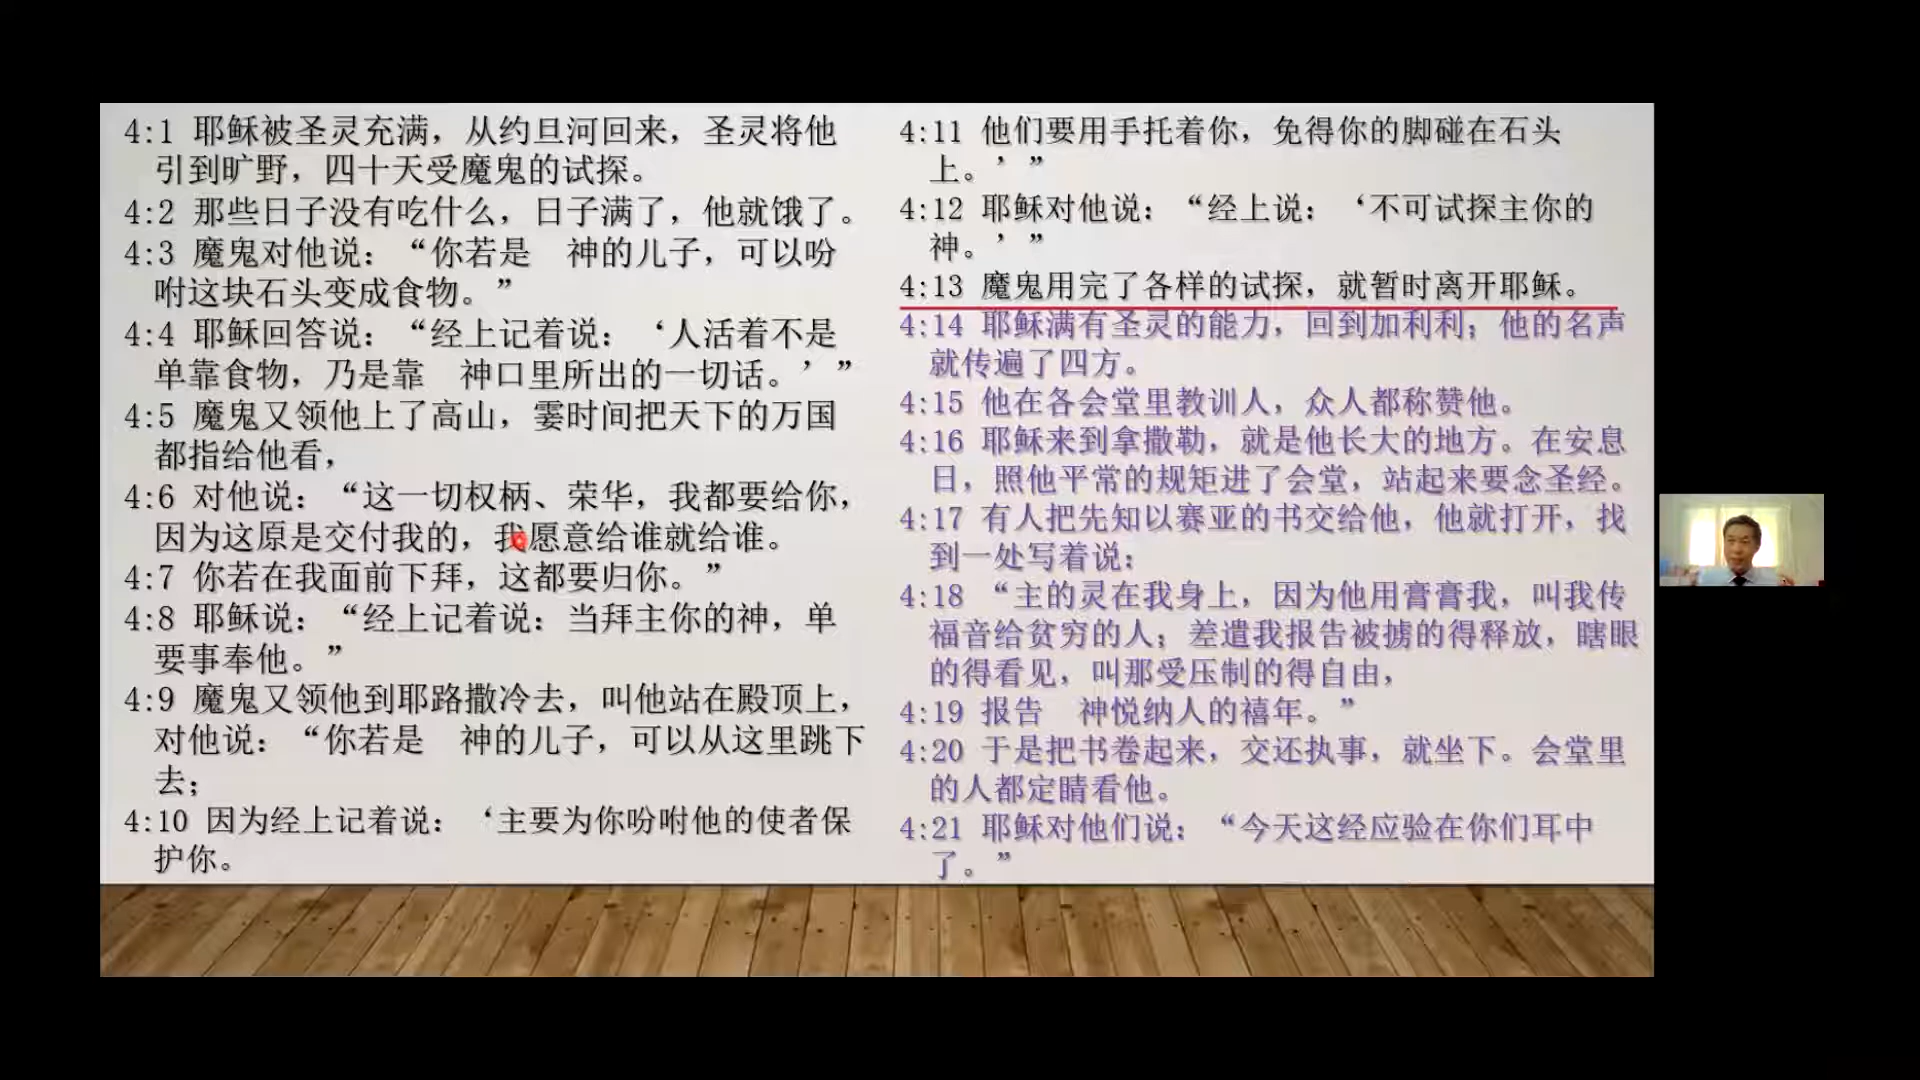 4:1 耶稣被圣灵充满，从约旦河回来，圣灵将他
引到旷野，四十天受魔鬼的试探。
4:2 那些日子没有吃什么，日子满了，他就饿了。
4:3 魔鬼对他说：“你若是　神的儿子，可以吩
咐这块石头变成食物。”
4:4 耶稣回答说：“经上记着说：‘人活着不是
单靠食物，乃是靠　神口里所出的一切话。’”
4:5 魔鬼又领他上了高山，霎时间把天下的万国
都指给他看，
4:6 对他说：“这一切权柄、荣华，我都要给你，
因为这原是交付我的，我愿意给谁就给谁。
4:7 你若在我面前下拜，这都要归你。”
4:8 耶稣说：“经上记着说：当拜主你的神，单
要事奉他。”
4:9 魔鬼又领他到耶路撒冷去，叫他站在殿顶上，
对他说：“你若是　神的儿子，可以从这里跳下
去；
4:10 因为经上记着说：‘主要为你吩咐他的使者保
护你。
4:11 他们要用手托着你，免得你的脚碰在石头
上。’”
4:12 耶稣对他说：“经上说：‘不可试探主你的
神。’”
4:13 魔鬼用完了各样的试探，就暂时离开耶稣。
4:14 耶稣满有圣灵的能力，回到加利利；他的名声
就传遍了四方。
4:15 他在各会堂里教训人，众人都称赞他。
4:16 耶稣来到拿撒勒，就是他长大的地方。在安息
日，照他平常的规矩进了会堂，站起来要念圣经。
4:17 有人把先知以赛亚的书交给他，他就打开，找
到一处写着说：
4:18 “主的灵在我身上，因为他用膏膏我，叫我传
福音给贫穷的人；差遣我报告被掳的得释放，瞎眼
的得看见，叫那受压制的得自由，
4:19 报告　神悦纳人的禧年。”
4:20 于是把书卷起来，交还执事，就坐下。会堂里
的人都定睛看他。
4:21 耶稣对他们说：“今天这经应验在你们耳中
了。”